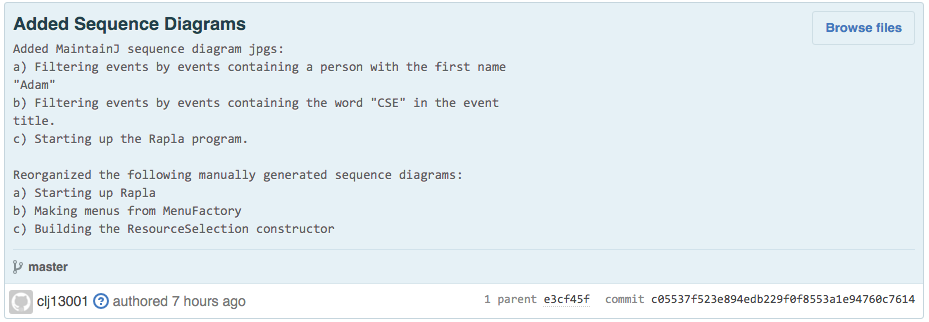 Added Sequence Diagrams
Browse files
Added MaintainJ sequence diagram jpgs:
a) Filtering events by events containing a person with the first name
"Adam"
b) Filtering events by events containing the word "CSE" in the event
title.
c) Starting up the Rapla program.
Reorganized the following manually generated sequence diagrams:
a) Starting up Rapla
b) Making menus from MenuFactory
c) Building the ResourceSelection constructor
master
clj13001 ? authored 7 hours ago 1 parent e3cf45f commit c05537f523e894edb229f0f8553a1e94760c7614